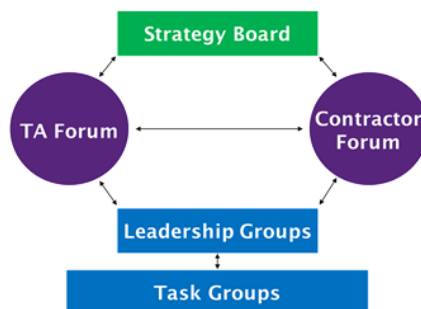 Strategy Board
TA Forum
Contractor
Forum
Leadership Groups
Task Groups